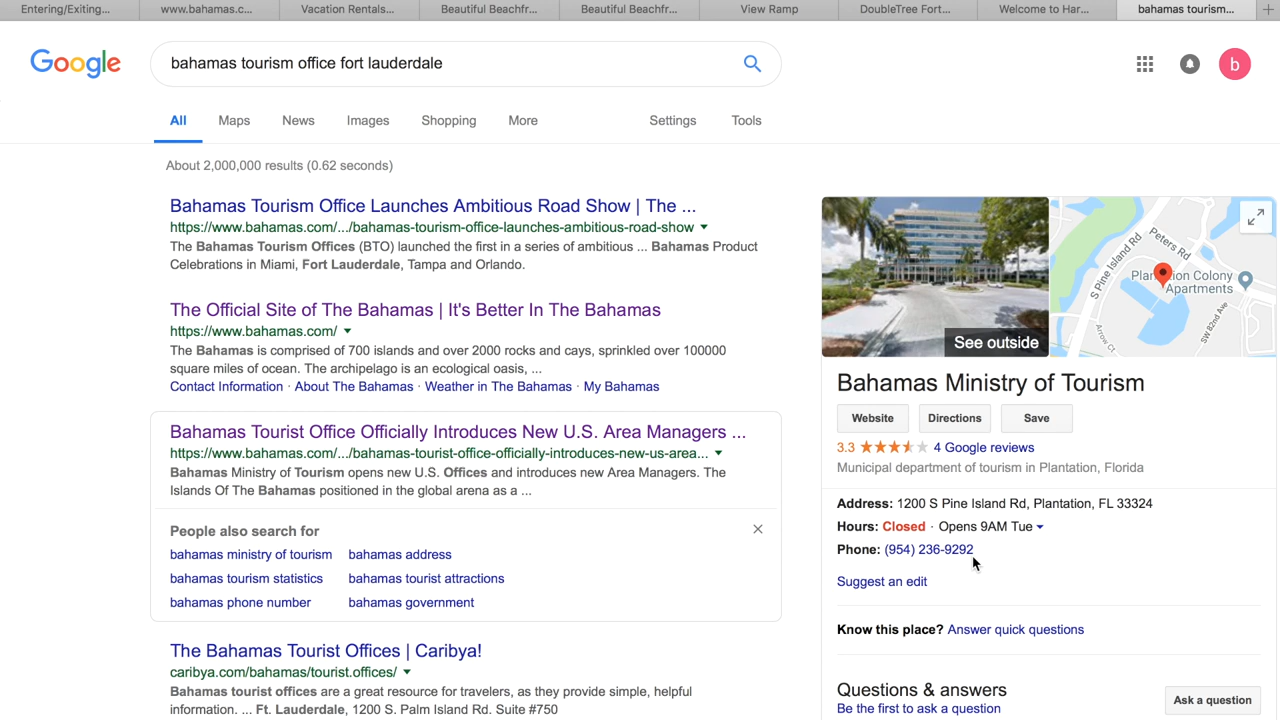 Entering/Exiting...
www.bahamas.c...
Vacation Rentals...
Beautiful Beachfr...
Beautiful Beachfr...
View Ramp
DoubleTree Fort...
Welcome to Har...
bahamas tourism...
Google
bahamas tourism office fort lauderdale
b
All
Maps
News
Images
Shopping
More
Settings
Tools
About 2,000,000 results (0.62 seconds)
Bahamas Tourism Office Launches Ambitious Road Show | The ...
https://www.bahamas.com/.../bahamas-tourism-office-launches-ambitious-road-show
The Bahamas Tourism Offices (BTO) launched the first in a series of ambitious ... Bahamas Product
Celebrations in Miami, Fort Lauderdale, Tampa and Orlando.
The Official Site of The Bahamas | It's Better In The Bahamas
https://www.bahamas.com/
The Bahamas is comprised of 700 islands and over 2000 rocks and cays, sprinkled over 100000
square miles of ocean. The archipelago is an ecological oasis, ...
Contact Information · About The Bahamas · Weather in The Bahamas · My Bahamas
Bahamas Tourist Office Officially Introduces New U.S. Area Managers ...
https://www.bahamas.com/.../bahamas-tourist-office-officially-introduces-new-us-area...
Bahamas Ministry of Tourism opens new U.S. Offices and introduces new Area Managers. The
Islands Of The Bahamas positioned in the global arena as a ...
People also search for
bahamas ministry of tourism
bahamas address
bahamas tourism statistics
bahamas tourist attractions
bahamas phone number
bahamas government
The Bahamas Tourist Offices | Caribya!
caribya.com/bahamas/tourist.offices/
Bahamas tourist offices are a great resource for travelers, as they provide simple, helpful
information. ... Ft. Lauderdale, 1200 S. Palm Island Rd. Suite #750
See outside
S Pine Island Rd
Peters Rd
Colony
Apartments
SW 82nd Ave
Arrow Ct
Bahamas Ministry of Tourism
Website
Directions
Save
3.3
4 Google reviews
Municipal department of tourism in Plantation, Florida
Address: 1200 S Pine Island Rd, Plantation, FL 33324
Hours: Closed · Opens 9AM Tue
Phone: (954) 236-9292
Suggest an edit
Know this place? Answer quick questions
Questions & answers
Be the first to ask a question
Ask a question